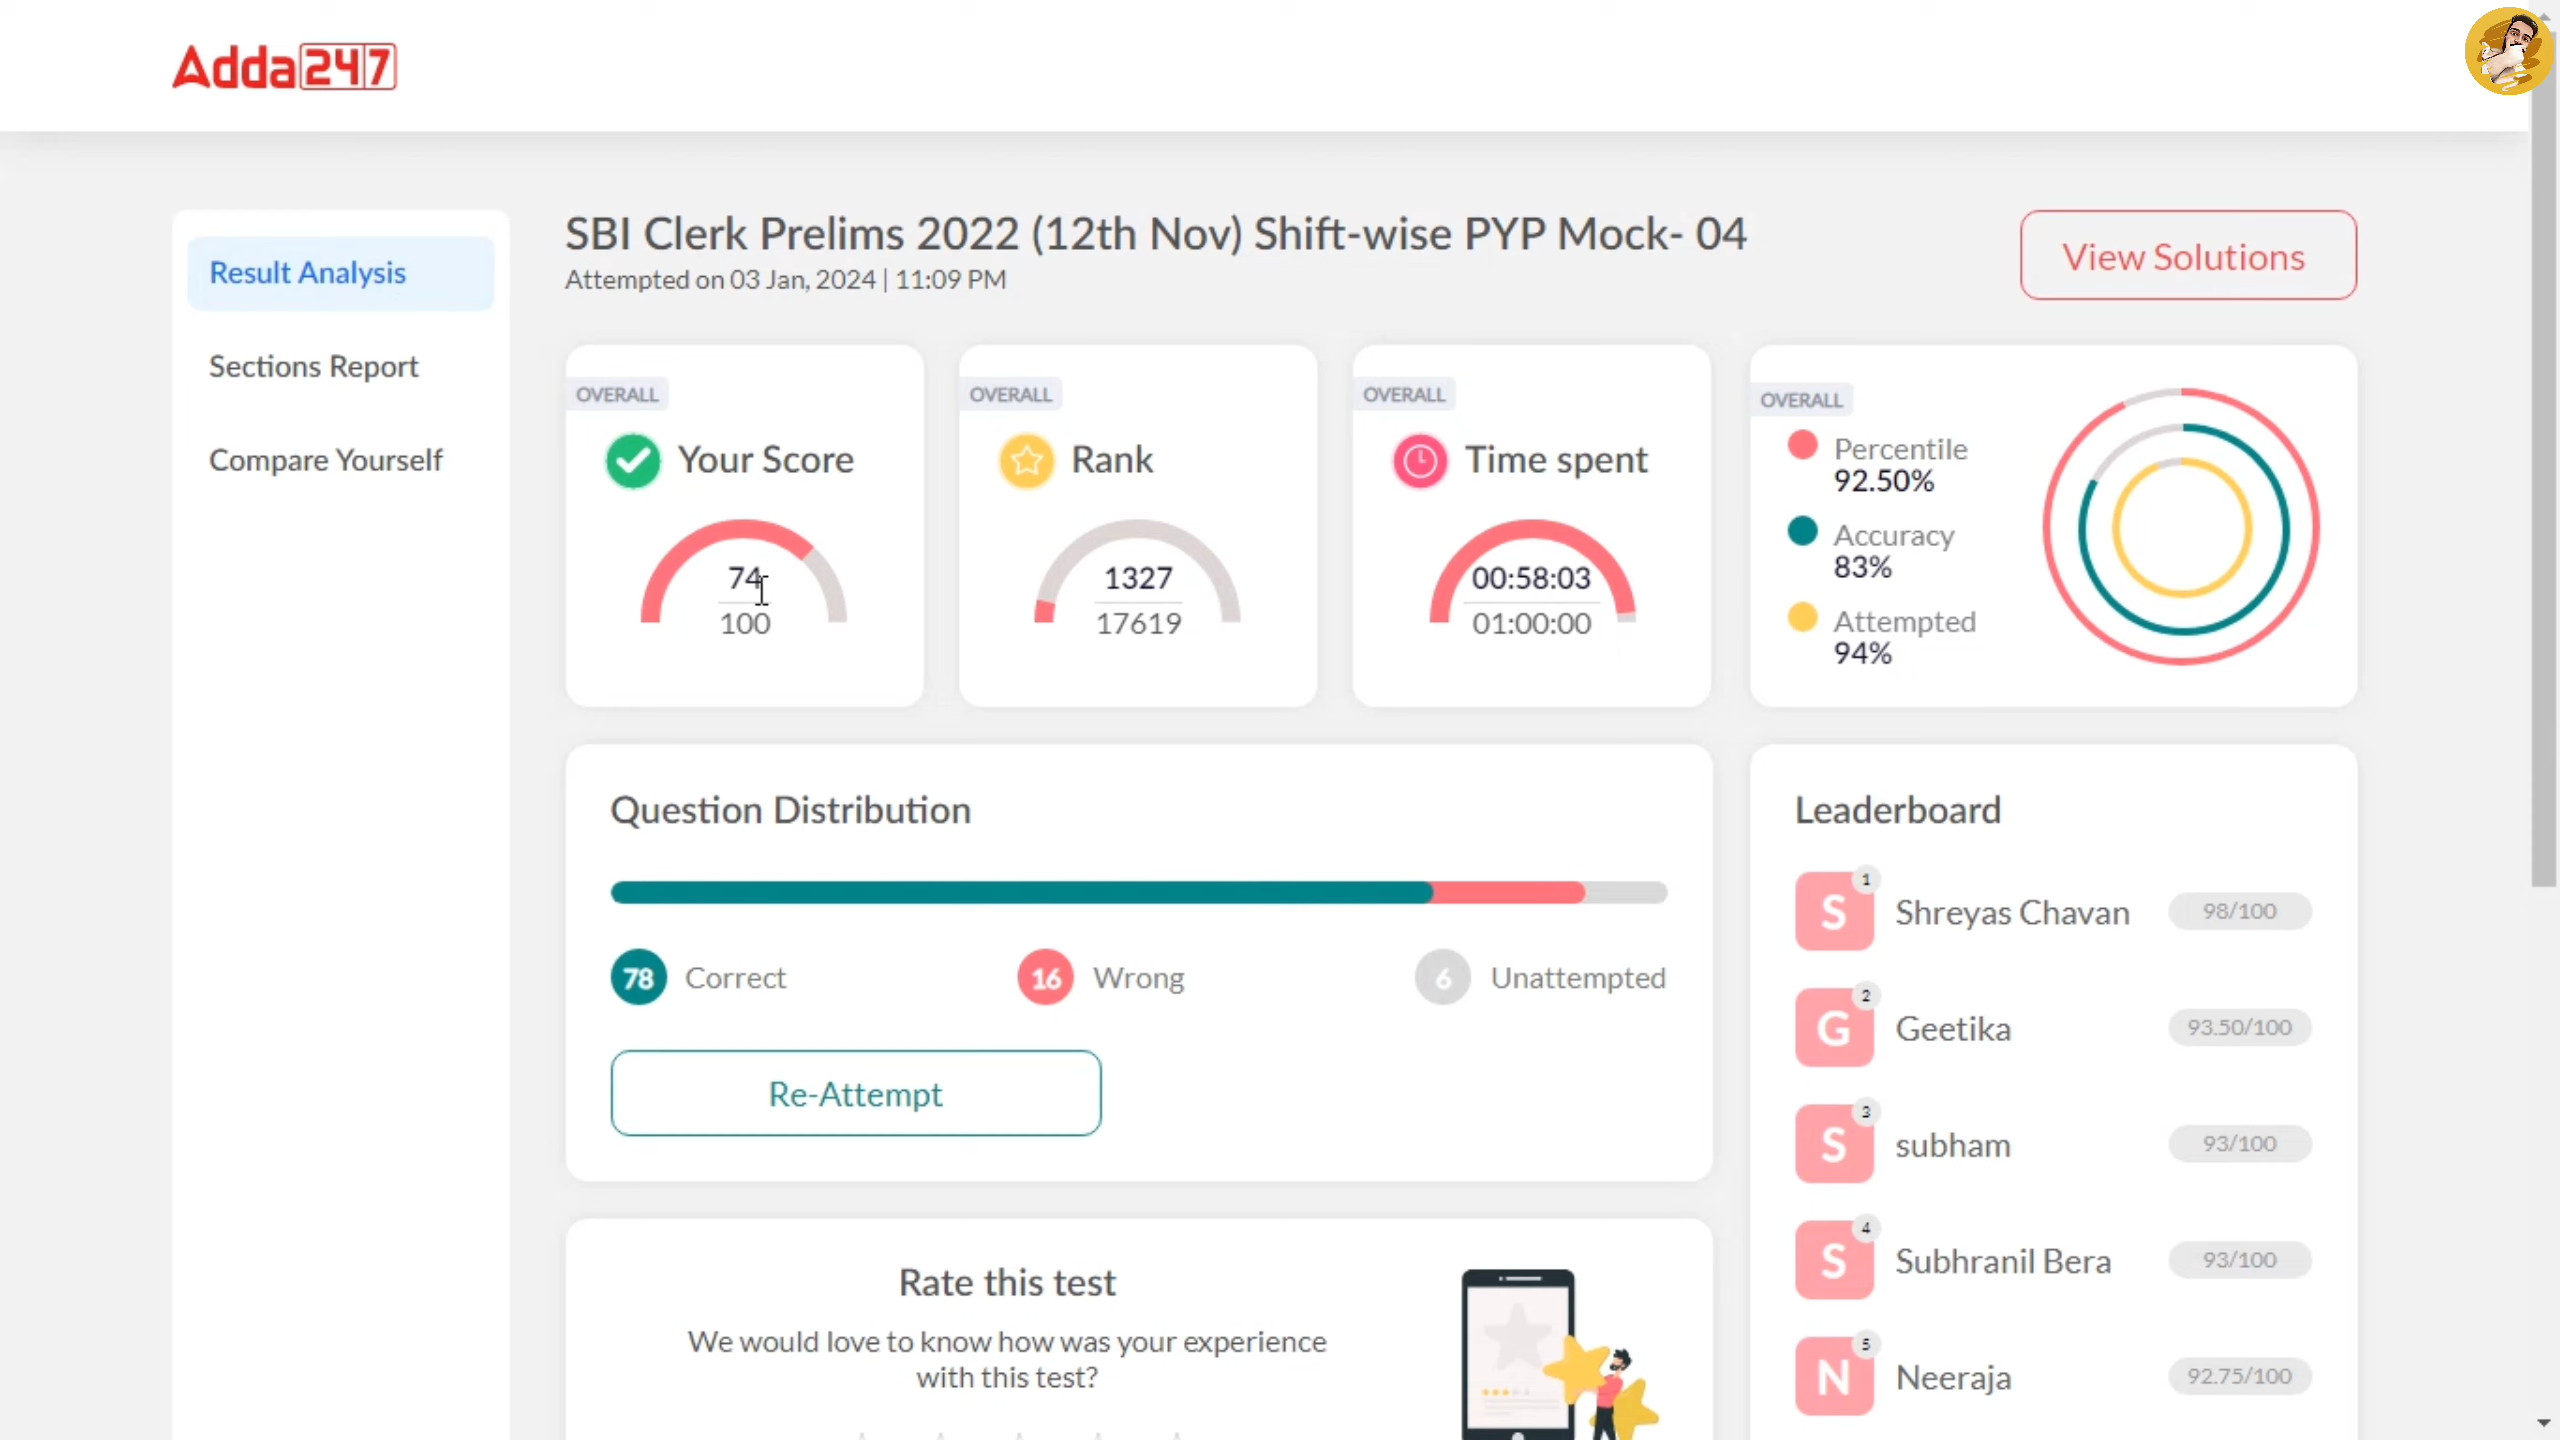 Adda247
Result Analysis
Sections Report
Compare Yourself
SBI Clerk Prelims 2022 (12th Nov) Shift-wise PYP Mock- 04
Attempted on 03 Jan, 2024 | 11:09 PM
View Solutions
OVERALL
Your Score
74
100
OVERALL
Rank
1327
17619
OVERALL
Time spent
00:58:03
01:00:00
OVERALL
Percentile
92.50%
Accuracy
83%
Attempted
94%
Question Distribution
78 Correct
16 Wrong
6 Unattempted
Re-Attempt
Leaderboard
S 1 Shreyas Chavan 98/100
G 2 Geetika 93.50/100
S 3 subham 93/100
S 4 Subhranil Bera 93/100
N 5 Neeraja 92.75/100
Rate this test
We would love to know how was your experience
with this test?